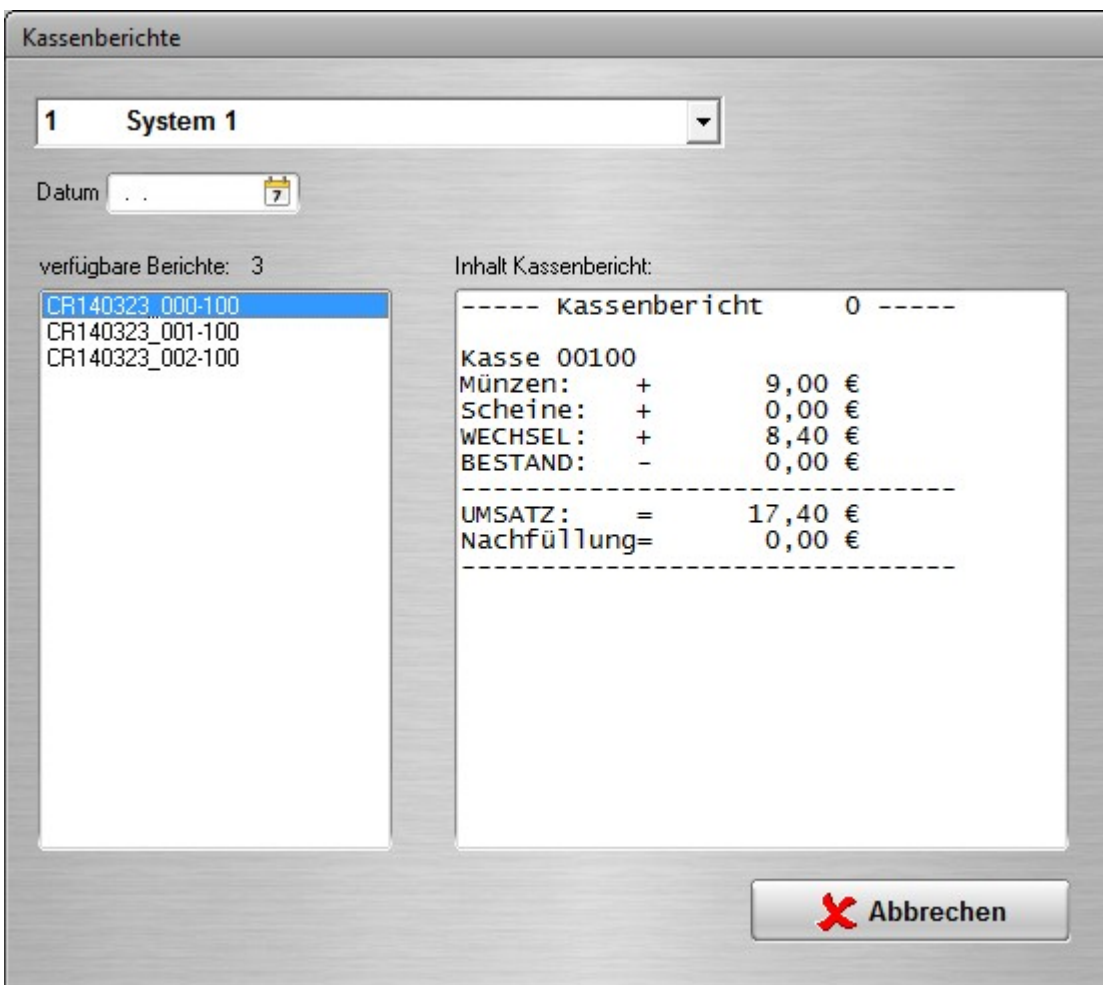 Kassenberichte
1 System 1
Datum . . 7
verfügbare Berichte: 3
CR140323_000-100
CR140323_001-100
CR140323_002-100
Inhalt Kassenbericht:
----- Kassenbericht 0 -----
Kasse 00100
Münzen: + 9,00 €
Scheine: + 0,00 €
WECHSEL: + 8,40 €
BESTAND: - 0,00 €
-------------------------------
UMSATZ: = 17,40 €
Nachfüllung= 0,00 €
-------------------------------
Abbrechen